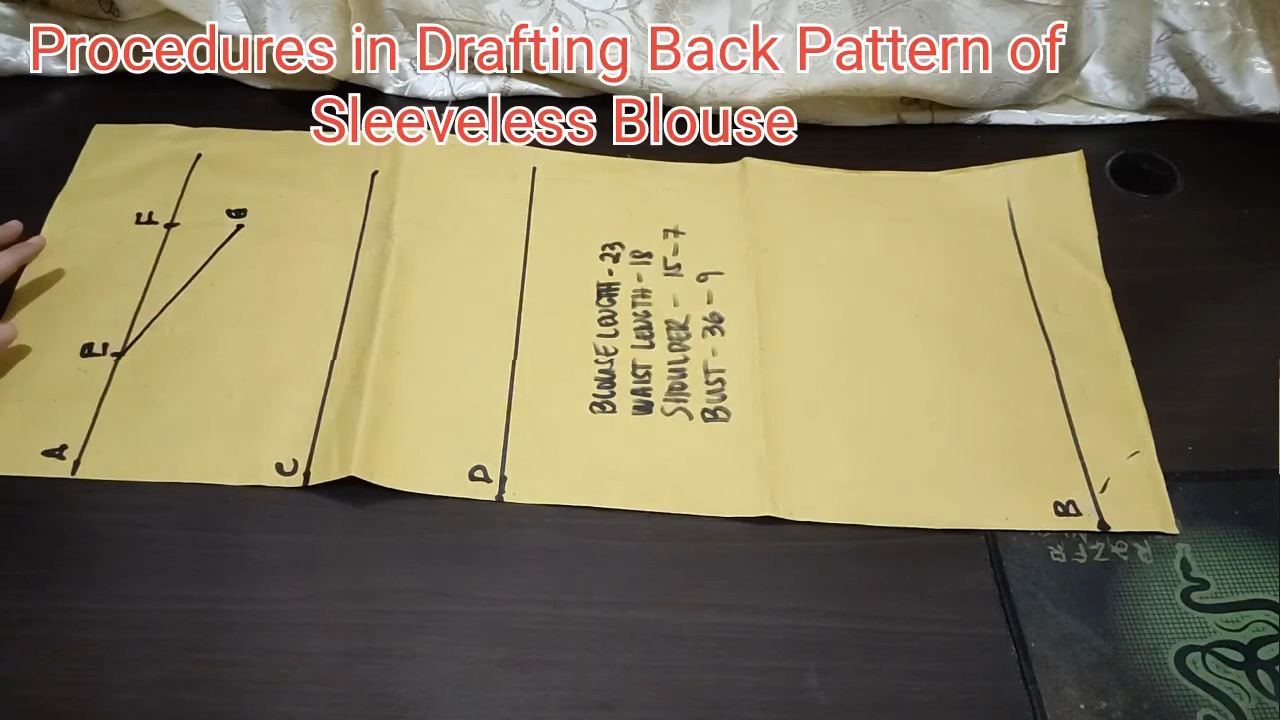 Procedures in Drafting Back Pattern of
Sleeveless Blouse
F
G
E
A
C
D
BLOUSE LENGTH - 23
WAIST LENGTH - 18
SHOULDER - 15 - 7
BUST - 36 - 9
B